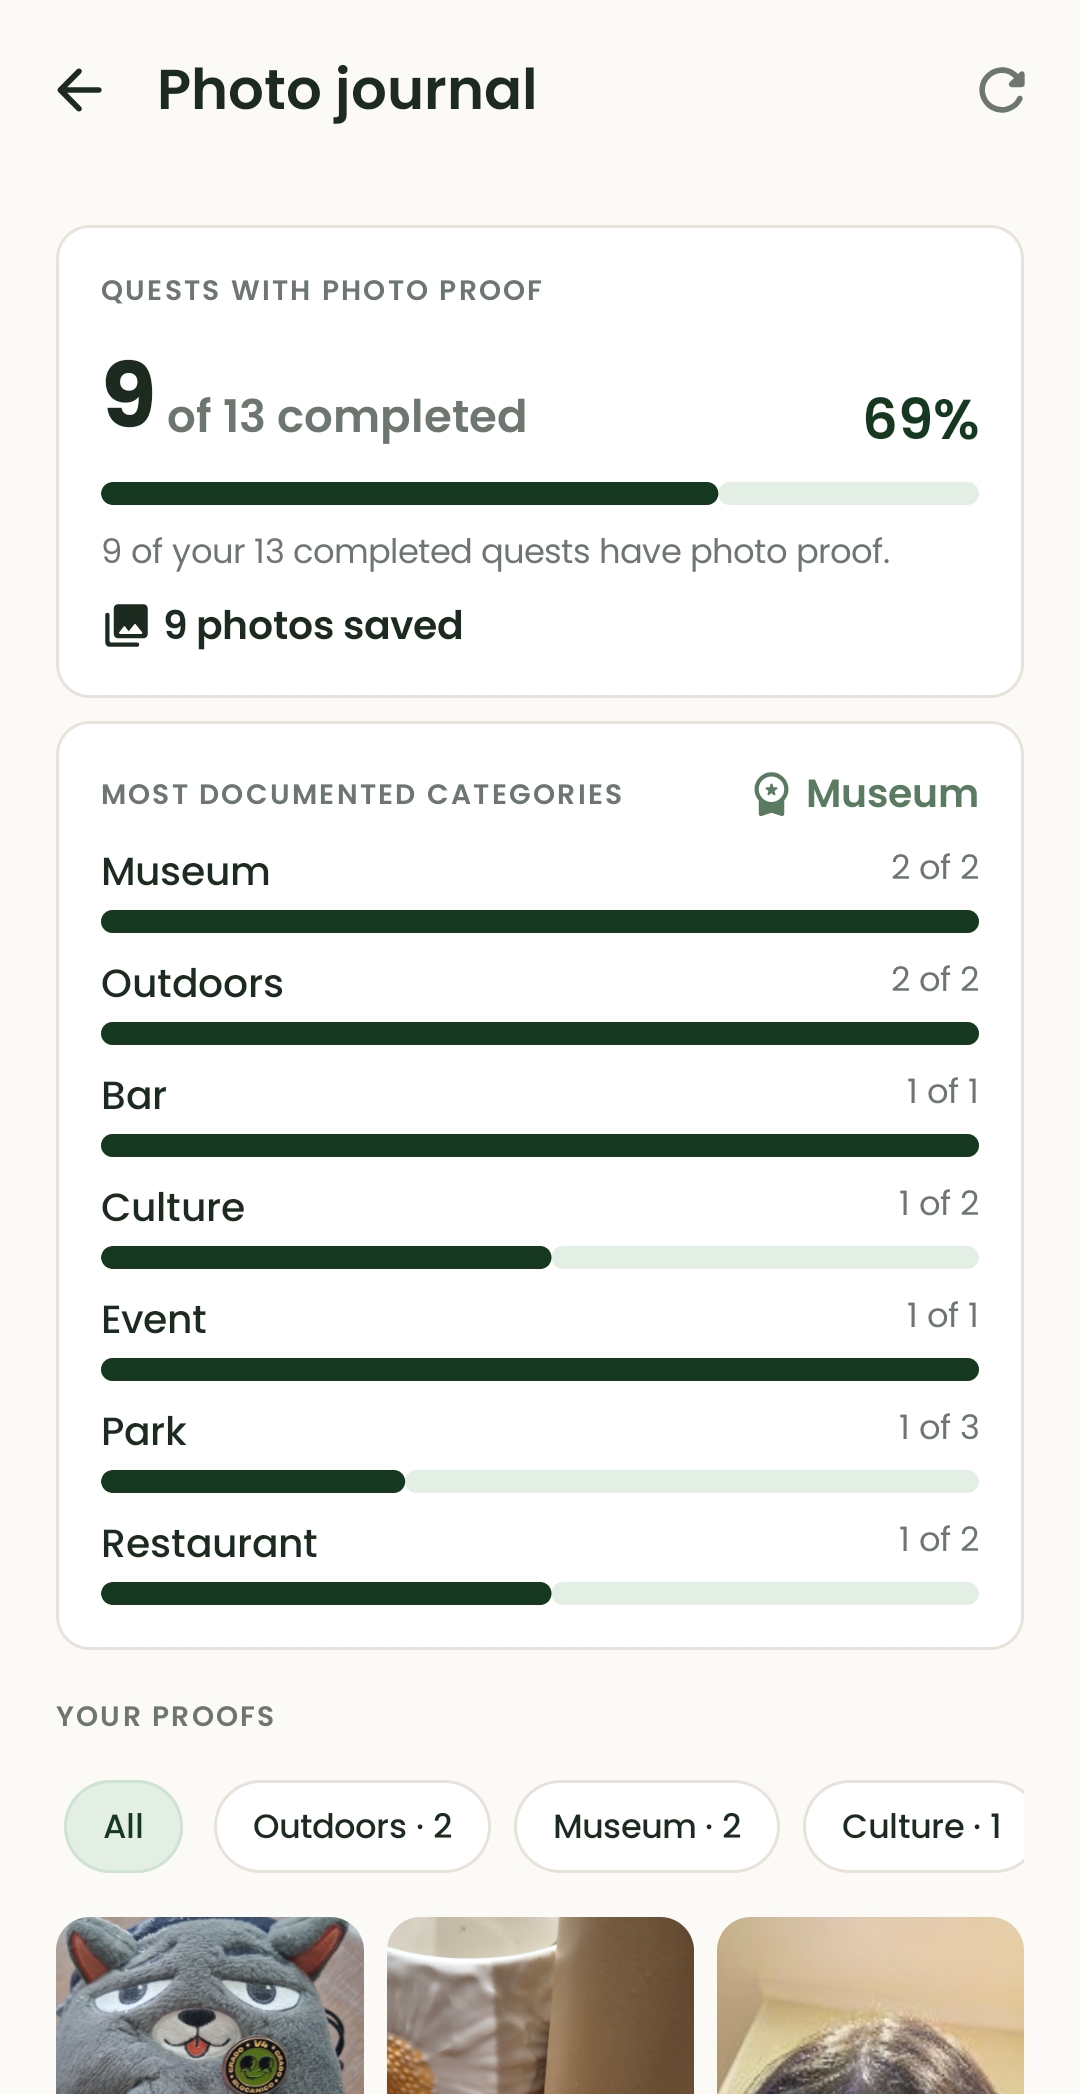 Photo journal
QUESTS WITH PHOTO PROOF
9 of 13 completed
69%
9 of your 13 completed quests have photo proof.
9 photos saved
MOST DOCUMENTED CATEGORIES
Museum
Museum
2 of 2
Outdoors
2 of 2
Bar
1 of 1
Culture
1 of 2
Event
1 of 1
Park
1 of 3
Restaurant
1 of 2
YOUR PROOFS
All
Outdoors · 2
Museum · 2
Culture · 1